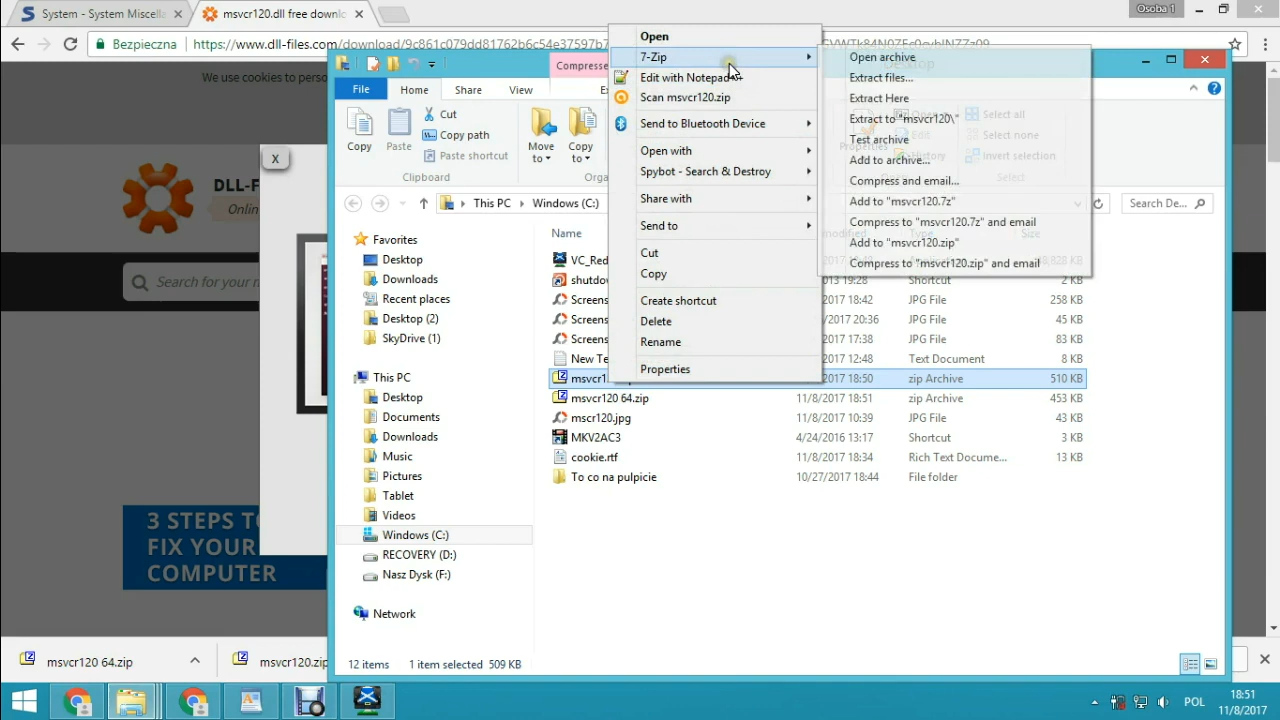 System - System Miscella
msvcr120.dll free downlo
Osoba 1
Bezpieczna
https://www.dll-files.com/download/9c861c079dd81762b6c54e37597b7
We use cookies to persona
DLL-F
Onlin
Search for your m
X
3 STEPS TO
FIX YOUR
COMPUTER
Compresse
Desktop
File
Home
Share
View
Copy
Paste
Cut
Copy path
Paste shortcut
Clipboard
Move
to
Copy
to
Orga
Properties
Open
Edit
History
Select all
Select none
Invert selection
Select
This PC
Windows (C:)
Search De...
Favorites
Desktop
Downloads
Recent places
Desktop (2)
SkyDrive (1)
This PC
Desktop
Documents
Downloads
Music
Pictures
Tablet
Videos
Windows (C:)
RECOVERY (D:)
Nasz Dysk (F:)
Network
Name
modified
Type
Size
VC_Red
shutdo
013 19:28
Shortcut
2 KB
Screens
/2017 18:42
JPG File
258 KB
Screens
/2017 20:36
JPG File
45 KB
Screens
/2017 17:38
JPG File
83 KB
New Te
/2017 12:48
Text Document
8 KB
msvcr1
/2017 18:50
zip Archive
510 KB
msvcr120 64.zip
11/8/2017 18:51
zip Archive
453 KB
mscr120.jpg
11/8/2017 10:39
JPG File
43 KB
MKV2AC3
4/24/2016 13:17
Shortcut
3 KB
cookie.rtf
11/8/2017 18:34
Rich Text Docume...
13 KB
To co na pulpicie
10/27/2017 18:44
File folder
Open
7-Zip
Edit with Notepad++
Scan msvcr120.zip
Send to Bluetooth Device
Open with
Spybot - Search & Destroy
Share with
Send to
Cut
Copy
Create shortcut
Delete
Rename
Properties
Open archive
Extract files...
Extract Here
Extract to "msvcr120\"
Test archive
Add to archive...
Compress and email...
Add to "msvcr120.7z"
Compress to "msvcr120.7z" and email
Add to "msvcr120.zip"
Compress to "msvcr120.zip" and email
12 items
1 item selected 509 KB
msvcr120 64.zip
msvcr120.zip
POL
18:51
11/8/2017